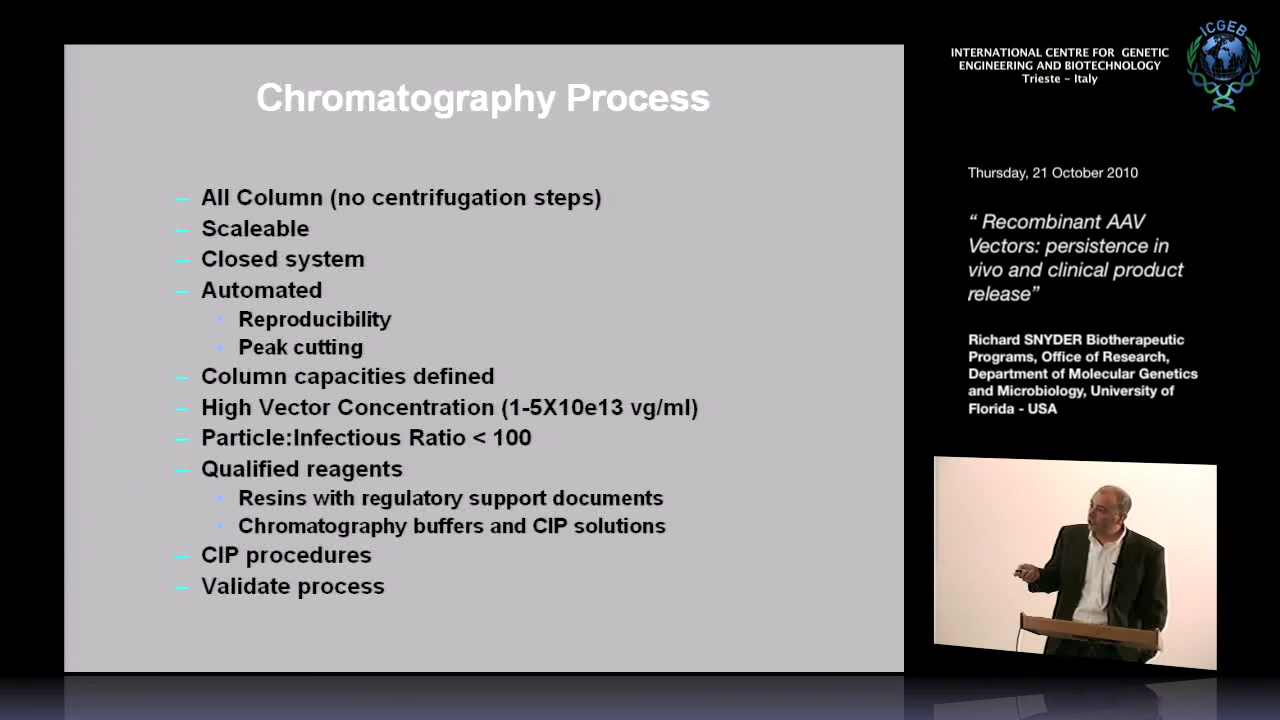 Chromatography Process
– All Column (no centrifugation steps)
– Scaleable
– Closed system
– Automated
• Reproducibility
• Peak cutting
– Column capacities defined
– High Vector Concentration (1-5X10e13 vg/ml)
– Particle:Infectious Ratio < 100
– Qualified reagents
• Resins with regulatory support documents
• Chromatography buffers and CIP solutions
– CIP procedures
– Validate process
INTERNATIONAL CENTRE FOR GENETIC
ENGINEERING AND BIOTECHNOLOGY
Trieste – Italy
ICGEB
Thursday, 21 October 2010
“ Recombinant AAV
Vectors: persistence in
vivo and clinical product
release”
Richard SNYDER Biotherapeutic
Programs, Office of Research,
Department of Molecular Genetics
and Microbiology, University of
Florida - USA